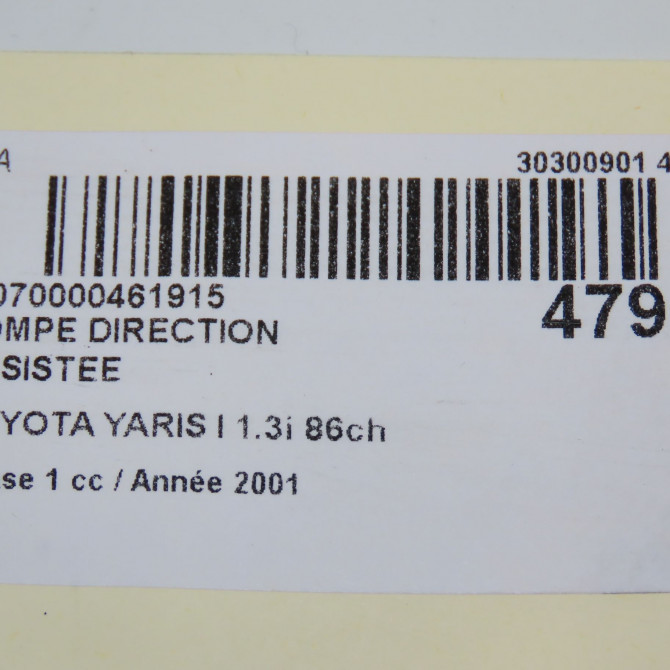 A 30300901 4
070000461915 479
OMPE DIRECTION
SISTEE
YOTA YARIS I 1.3i 86ch
se 1 cc / Année 2001